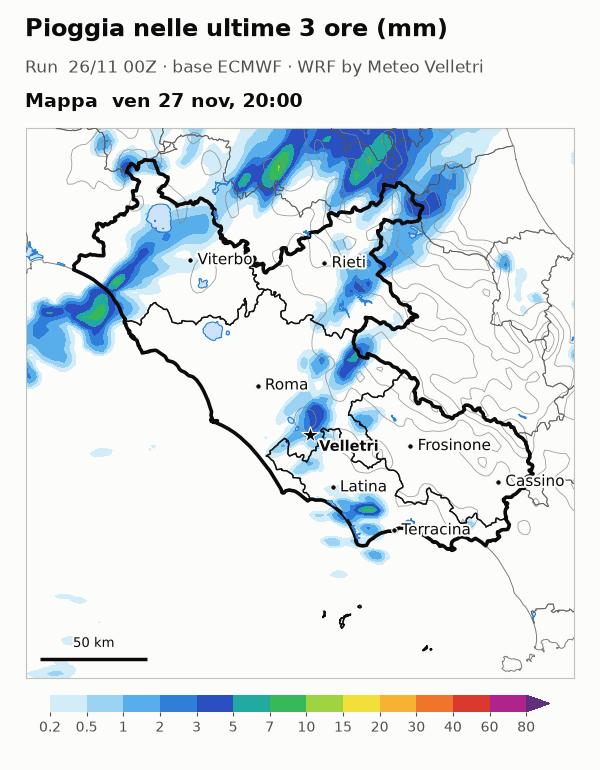 Pioggia nelle ultime 3 ore (mm)
Run  26/11 00Z · base ECMWF · WRF by Meteo Velletri
Mappa  ven 27 nov, 20:00
Viterbo
Rieti
Roma
Velletri
Frosinone
Cassino
Latina
Terracina
50 km
0.2 0.5 1 2 3 5 7 10 15 20 30 40 60 80